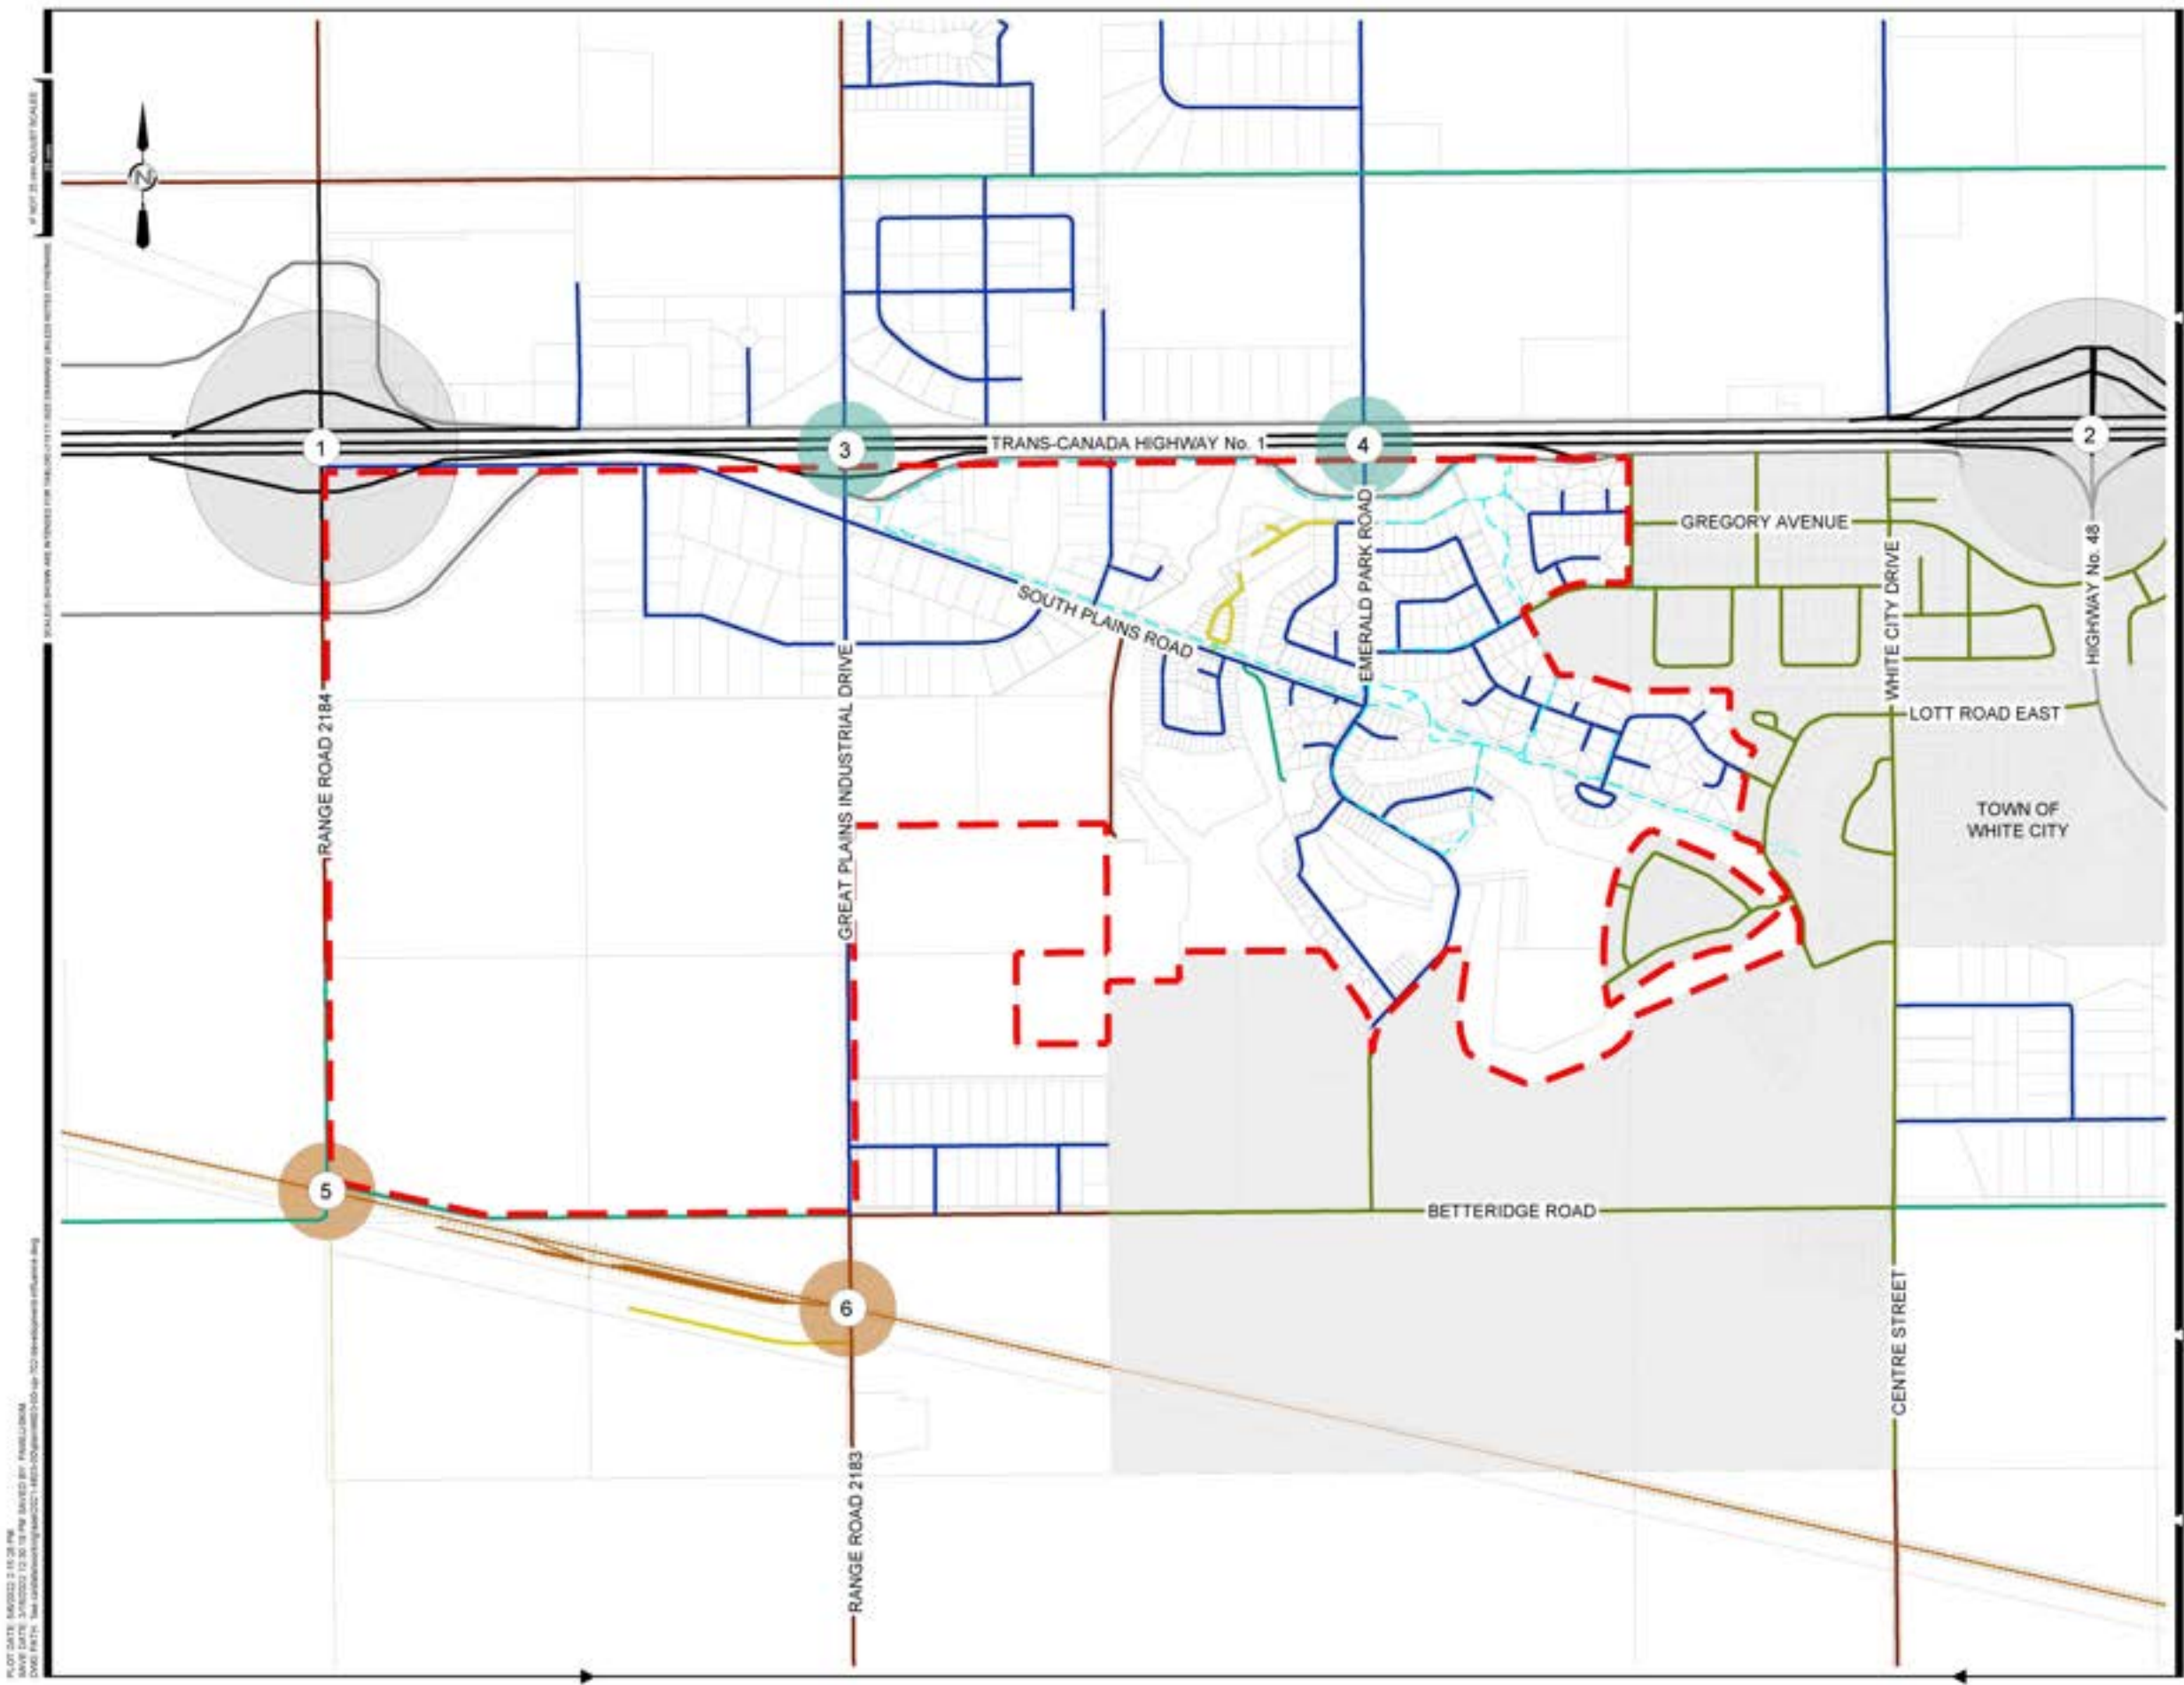 N
1
3
TRANS-CANADA HIGHWAY No. 1
4
2
GREGORY AVENUE
EMERALD PARK ROAD
WHITE CITY DRIVE
HIGHWAY No. 48
SOUTH PLAINS ROAD
RANGE ROAD 2184
GREAT PLAINS INDUSTRIAL DRIVE
LOTT ROAD EAST
TOWN OF
WHITE CITY
5
BETTERIDGE ROAD
6
CENTRE STREET
RANGE ROAD 2183